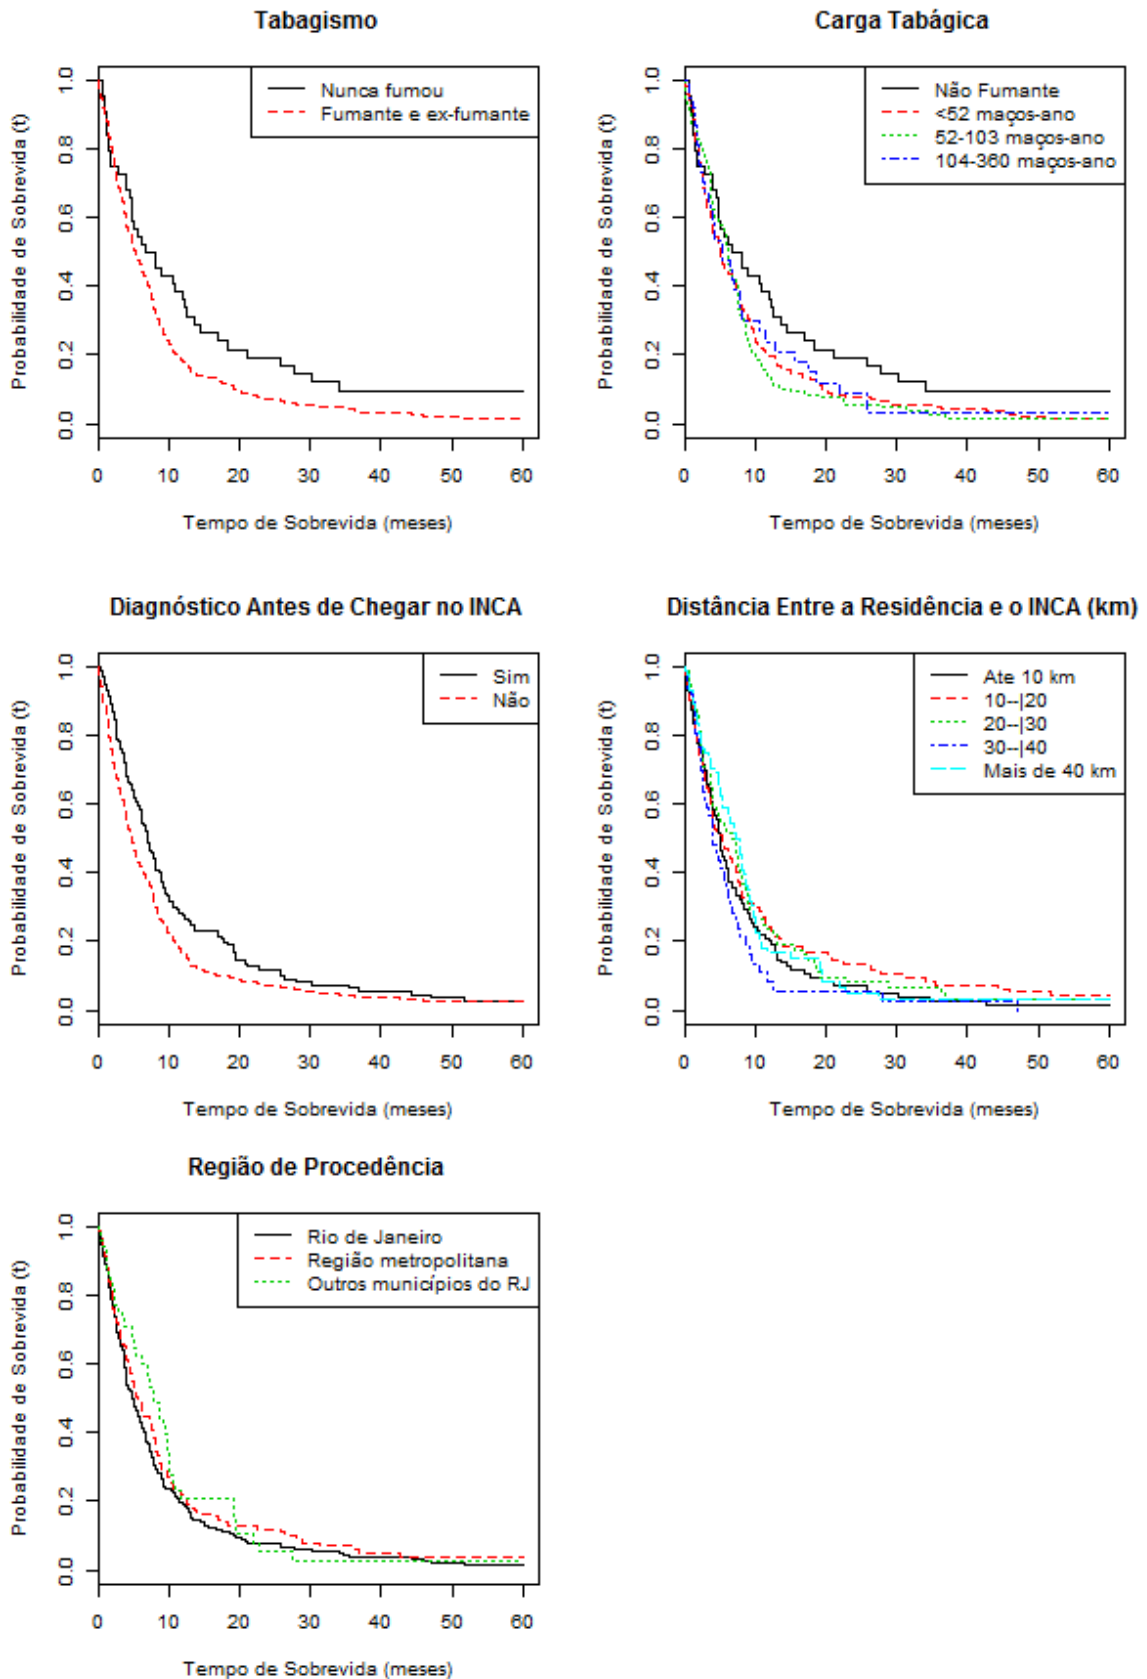 Tabagismo
Probabilidade de Sobrevida (t)
0.0 0.2 0.4 0.6 0.8 1.0
Nunca fumou
Fumante e ex-fumante
0 10 20 30 40 50 60
Tempo de Sobrevida (meses)
Carga Tabágica
Probabilidade de Sobrevida (t)
0.0 0.2 0.4 0.6 0.8 1.0
Não Fumante
<52 maços-ano
52-103 maços-ano
104-360 maços-ano
0 10 20 30 40 50 60
Tempo de Sobrevida (meses)
Diagnóstico Antes de Chegar no INCA
Probabilidade de Sobrevida (t)
0.0 0.2 0.4 0.6 0.8 1.0
Sim
Não
0 10 20 30 40 50 60
Tempo de Sobrevida (meses)
Distância Entre a Residência e o INCA (km)
Probabilidade de Sobrevida (t)
0.0 0.2 0.4 0.6 0.8 1.0
Ate 10 km
10--|20
20--|30
30--|40
Mais de 40 km
0 10 20 30 40 50 60
Tempo de Sobrevida (meses)
Região de Procedência
Probabilidade de Sobrevida (t)
0.0 0.2 0.4 0.6 0.8 1.0
Rio de Janeiro
Região metropolitana
Outros municípios do RJ
0 10 20 30 40 50 60
Tempo de Sobrevida (meses)